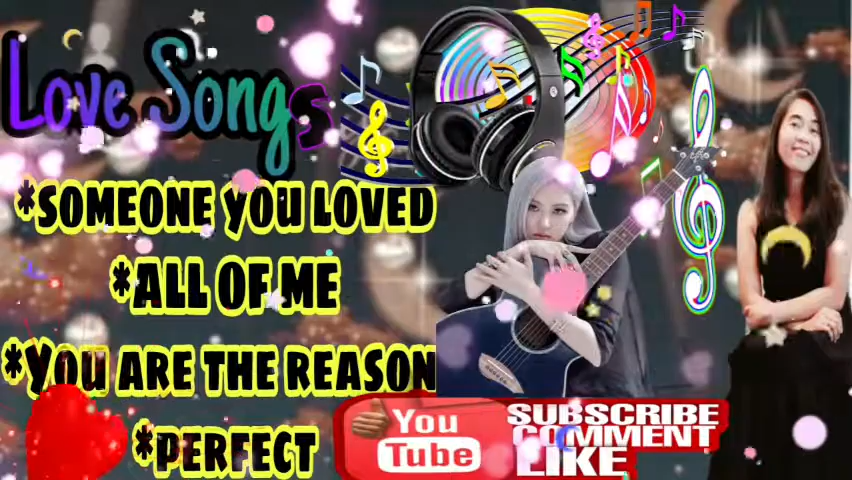 Love Songs
*SOMEONE YOU LOVED
*ALL OF ME
*YOU ARE THE REASON
*PERFECT
You
Tube
SUBSCRIBE
COMMENT
LIKE